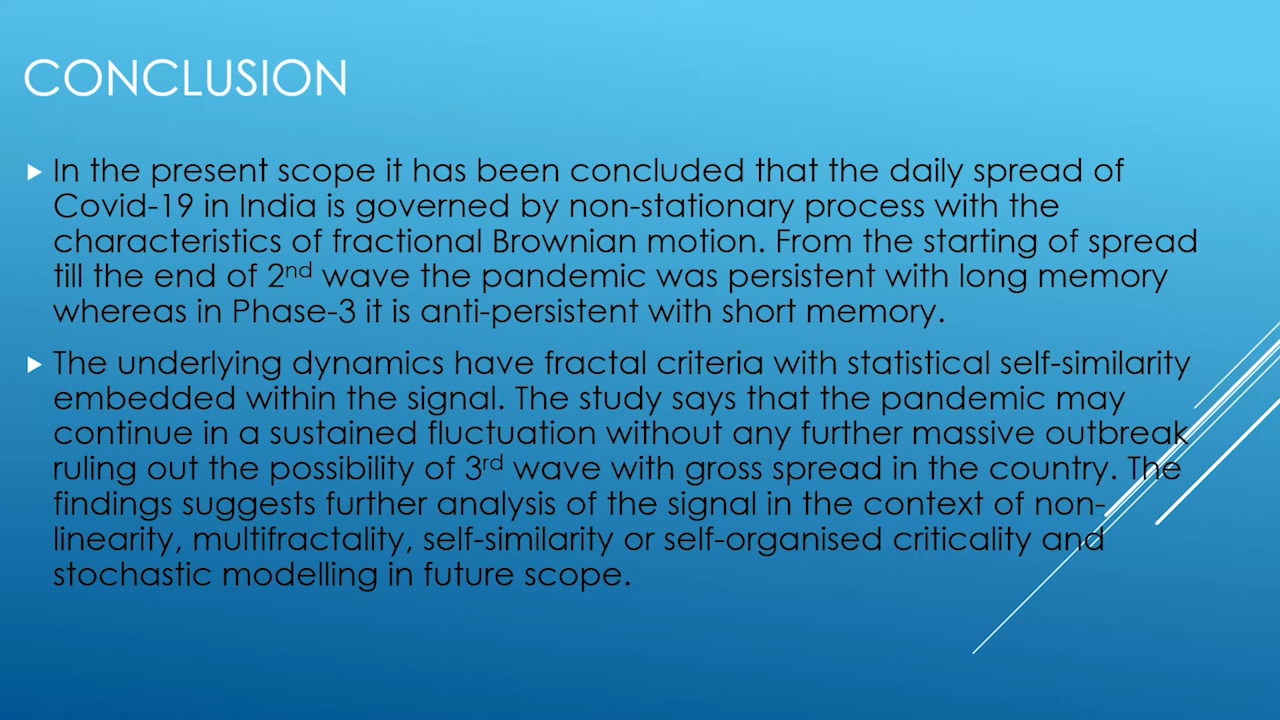 CONCLUSION
In the present scope it has been concluded that the daily spread of
Covid-19 in India is governed by non-stationary process with the
characteristics of fractional Brownian motion. From the starting of spread
till the end of 2nd wave the pandemic was persistent with long memory
whereas in Phase-3 it is anti-persistent with short memory.
The underlying dynamics have fractal criteria with statistical self-similarity
embedded within the signal. The study says that the pandemic may
continue in a sustained fluctuation without any further massive outbreak
ruling out the possibility of 3rd wave with gross spread in the country. The
findings suggests further analysis of the signal in the context of non-
linearity, multifractality, self-similarity or self-organised criticality and
stochastic modelling in future scope.